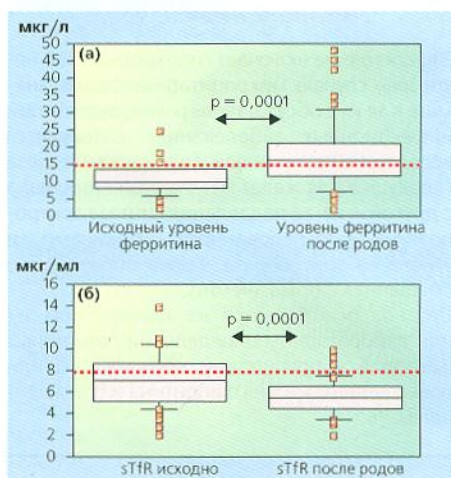 мкг/л
50
(а)
45
40
35
30
p = 0,0001
25
20
15
10
5
0
Исходный уровень
ферритина
Уровень ферритина
после родов
мкг/мл
16
(б)
14
12
p = 0,0001
10
8
6
4
2
0
sTfR исходно
sTfR после родов